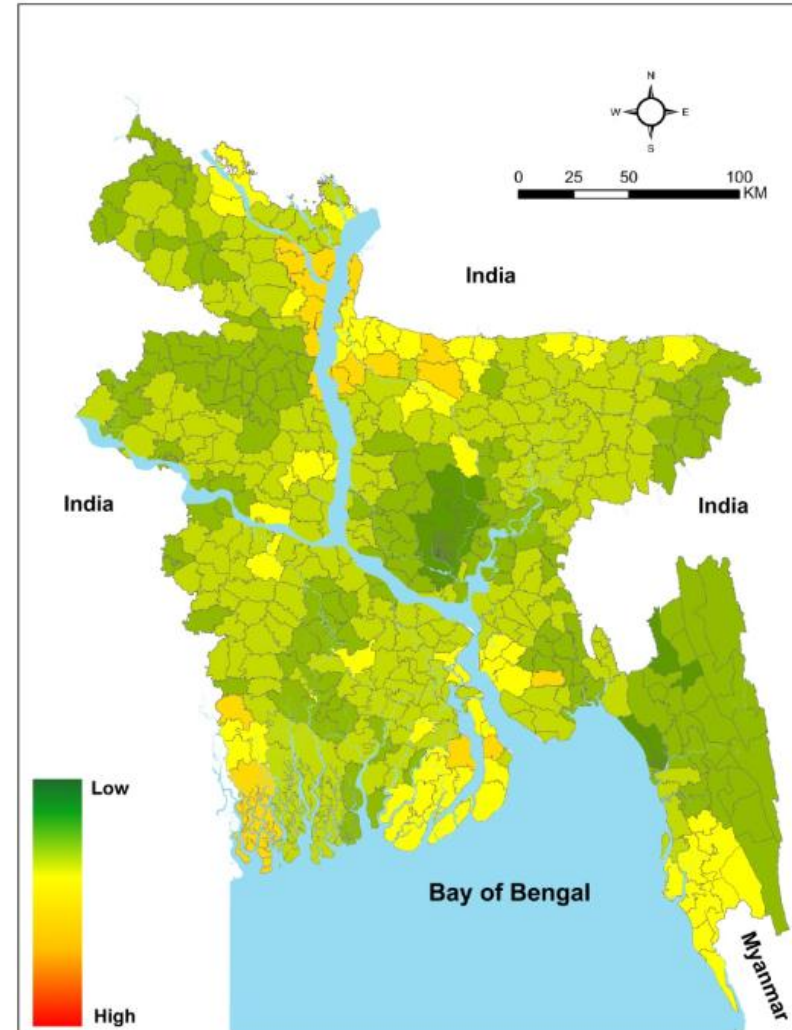 N
W E
S
0 25 50 100
KM
India
India
India
Low
High
Bay of Bengal
Myanmar